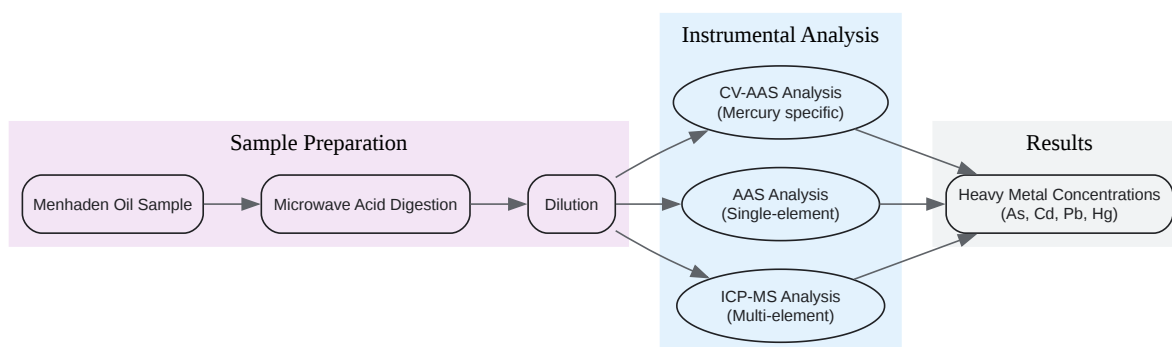 Sample Preparation
Menhaden Oil Sample
Microwave Acid Digestion
Dilution
Instrumental Analysis
CV-AAS Analysis
(Mercury specific)
AAS Analysis
(Single-element)
ICP-MS Analysis
(Multi-element)
Results
Heavy Metal Concentrations
(As, Cd, Pb, Hg)